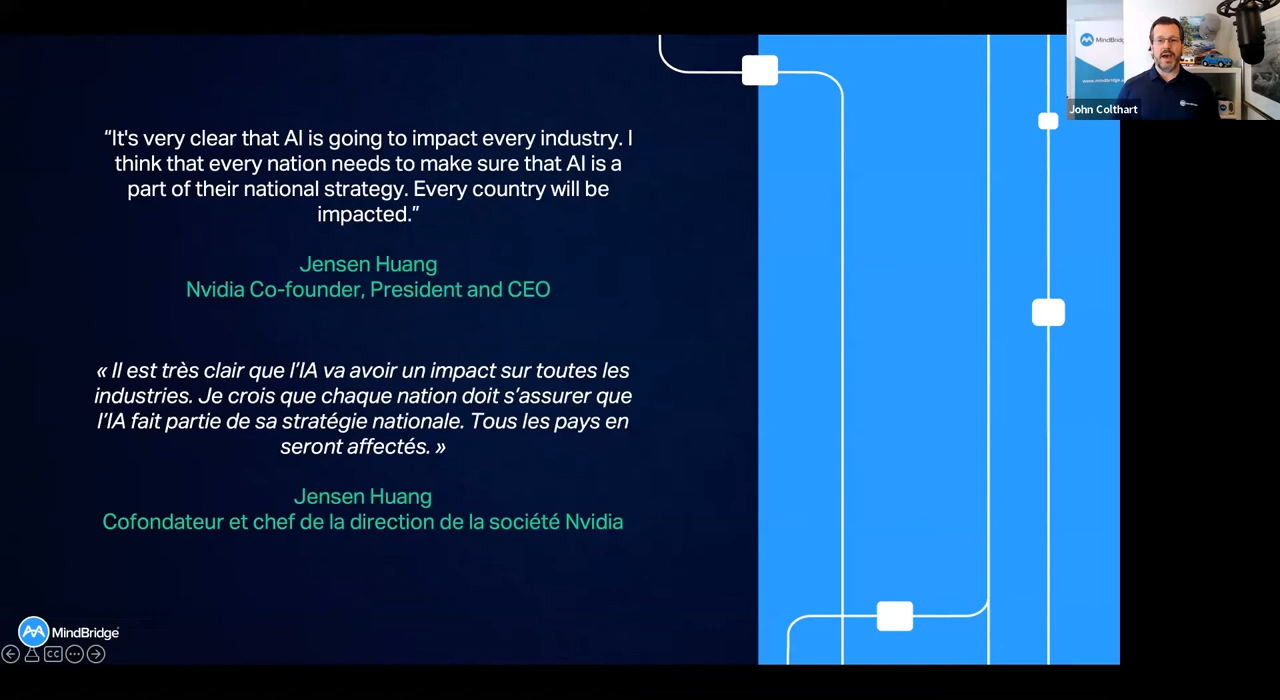 “It's very clear that AI is going to impact every industry. I
think that every nation needs to make sure that AI is a
part of their national strategy. Every country will be
impacted.”
Jensen Huang
Nvidia Co-founder, President and CEO
« Il est très clair que l’IA va avoir un impact sur toutes les
industries. Je crois que chaque nation doit s’assurer que
l’IA fait partie de sa stratégie nationale. Tous les pays en
seront affectés. »
Jensen Huang
Cofondateur et chef de la direction de la société Nvidia
MindBridge
CC
John Colthart